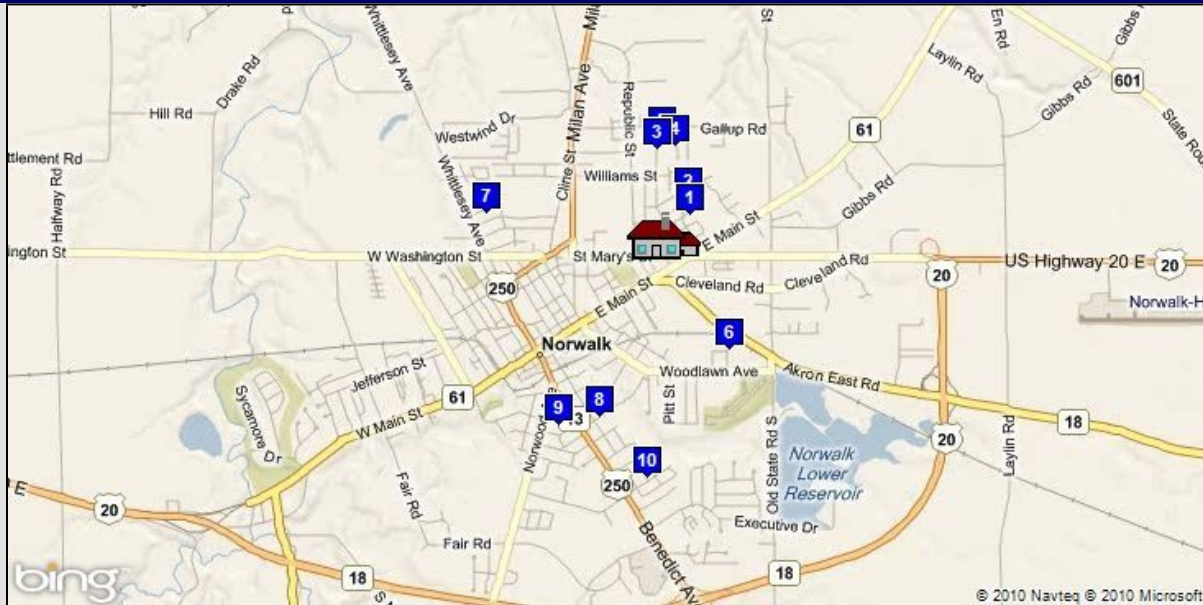 Whittlesey Ave
Milan Ave
St
En Rd
Gibbs
Laylin Rd
601
Drake Rd
Hill Rd
Westwind Dr
Republic St
Gallup Rd
61
Gibbs Rd
State
3
4
Settlement Rd
Halfway Rd
Cline St
Williams St
2
1
7
Whittlesey Ave
Gibbs Rd
E Main St
ington St
W Washington St
St Mary's
Cleveland Rd
Cleveland Rd
US Highway 20 E
20
20
250
E Main St
Norwalk-H
6
Norwalk
Woodlawn Ave
Jefferson St
Akron East Rd
Pitt St
61
W Main St
Sycamore Dr
9
8
13
18
20
Laylin Rd
Norwood
10
Norwalk
Lower
Reservoir
Old State Rd S
250
E
20
Fair Rd
Executive Dr
Benedict Av
Fair Rd
18
18
bing
© 2010 Navteq © 2010 Microsoft